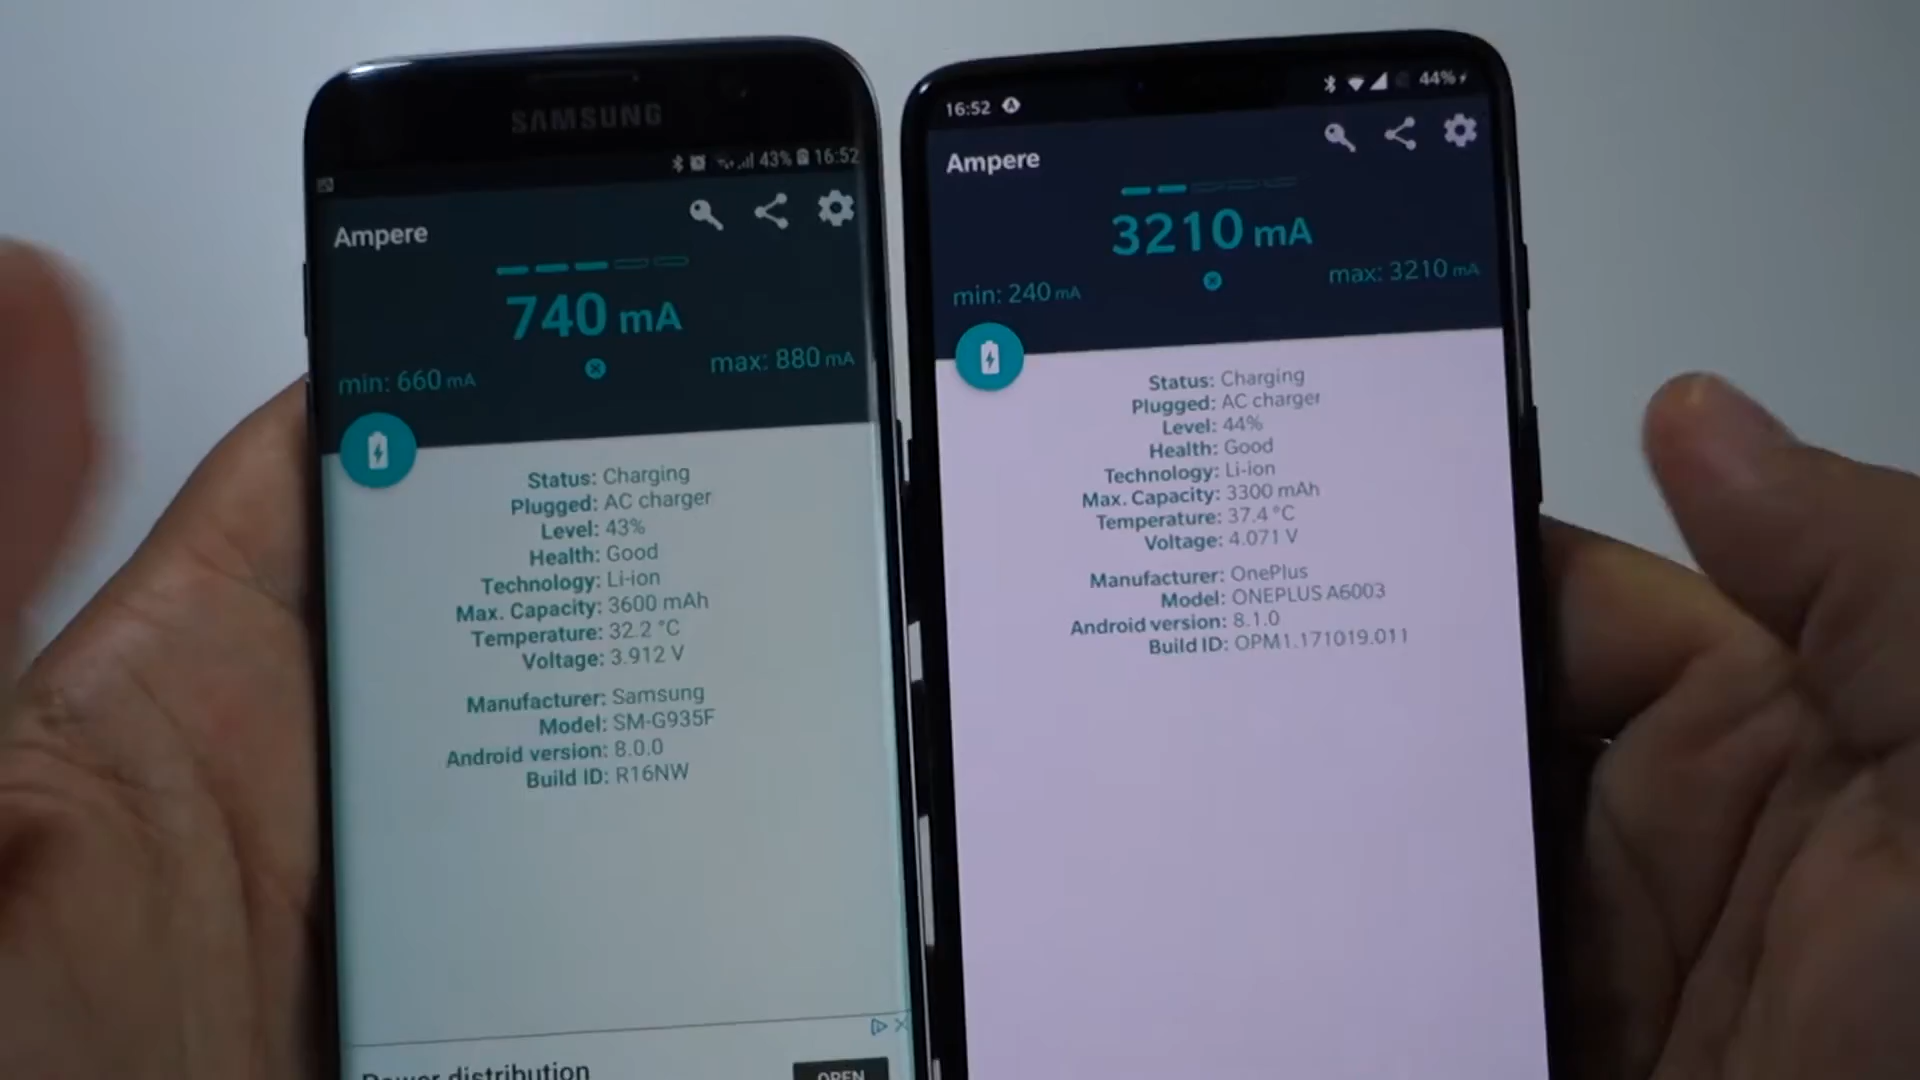 SAMSUNG
43% 16:52
Ampere
740 mA
min: 660 mA
max: 880 mA
Status: Charging
Plugged: AC charger
Level: 43%
Health: Good
Technology: Li-ion
Max. Capacity: 3600 mAh
Temperature: 32.2 °C
Voltage: 3.912 V
Manufacturer: Samsung
Model: SM-G935F
Android version: 8.0.0
Build ID: R16NW
Power distribution
OPEN
16:52
44%
Ampere
3210 mA
min: 240 mA
max: 3210 mA
Status: Charging
Plugged: AC charger
Level: 44%
Health: Good
Technology: Li-ion
Max. Capacity: 3300 mAh
Temperature: 37.4 °C
Voltage: 4.071 V
Manufacturer: OnePlus
Model: ONEPLUS A6003
Android version: 8.1.0
Build ID: OPM1.171019.011